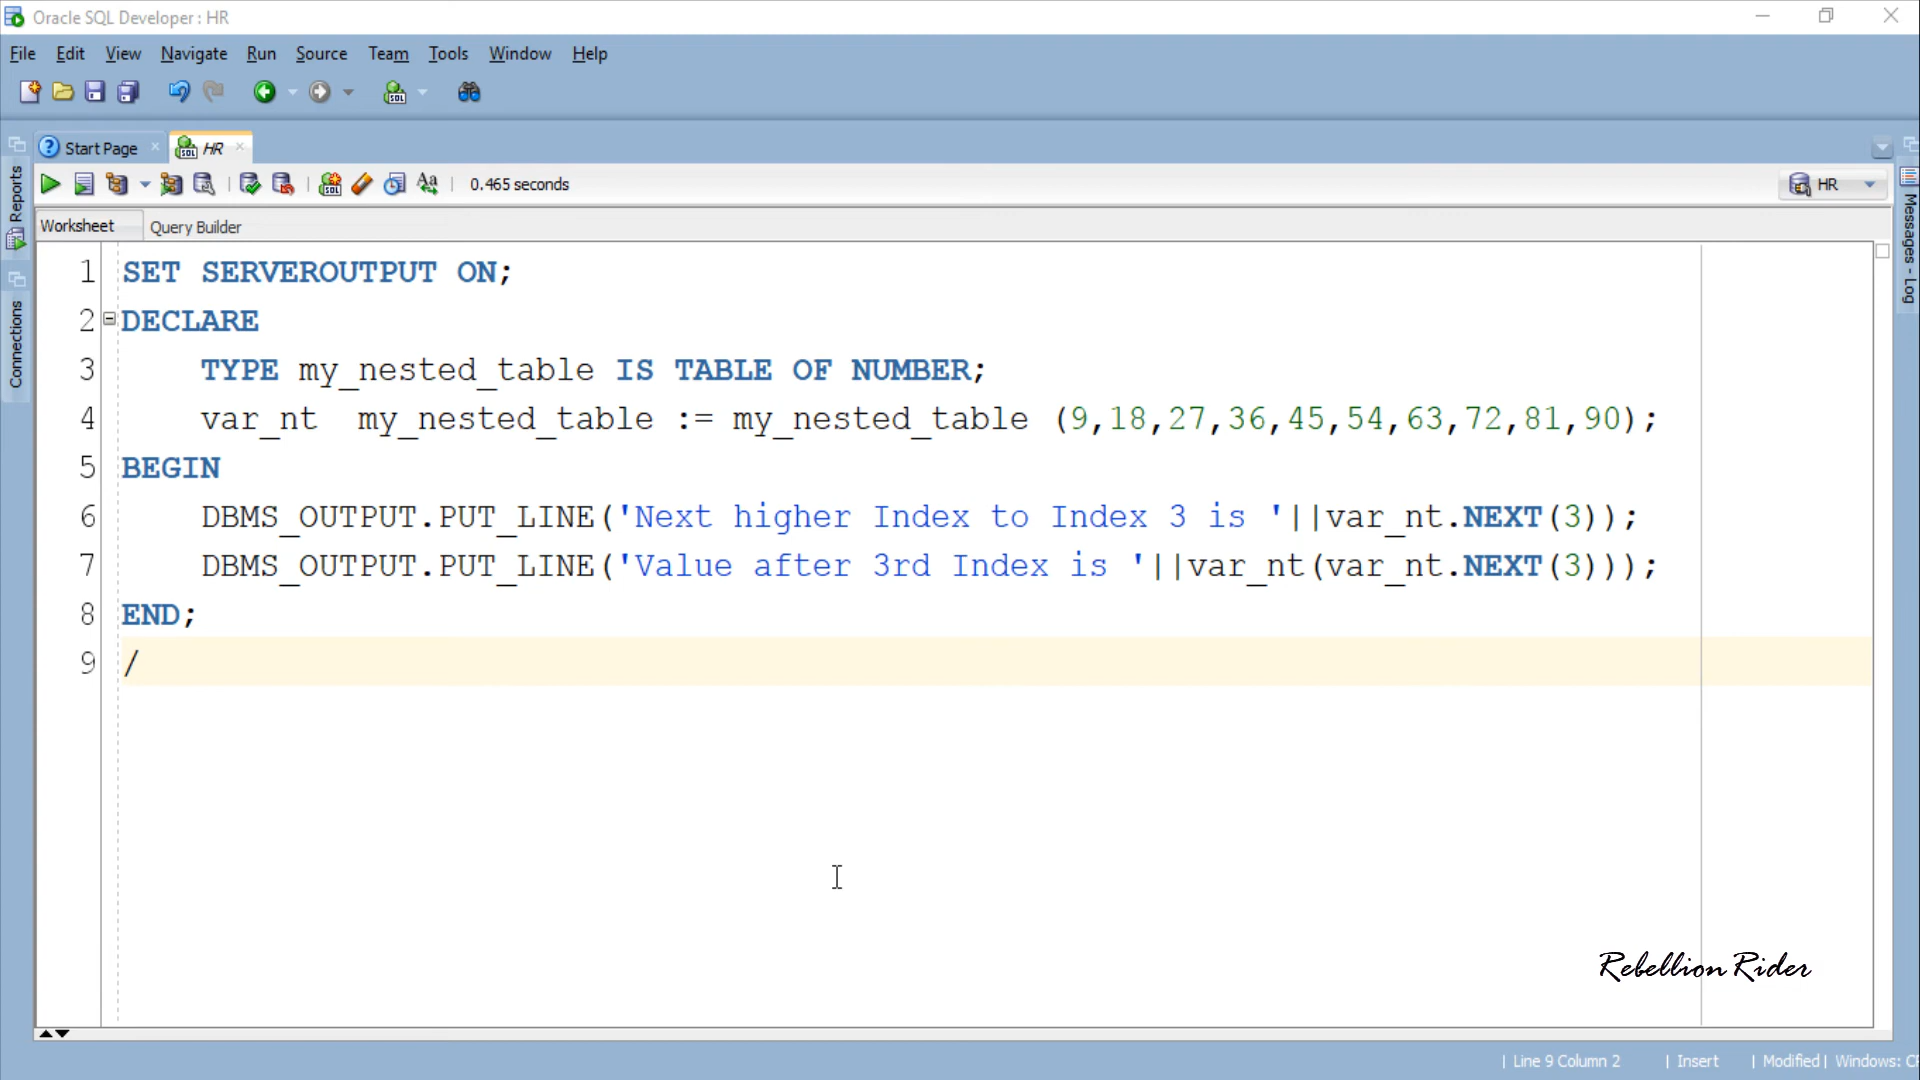 Oracle SQL Developer : HR
File Edit View Navigate Run Source Team Tools Window Help
Start Page HR
0.465 seconds HR
Worksheet Query Builder
Reports
Connections
Messages - Log
1 SET SERVEROUTPUT ON;
2 DECLARE
3 TYPE my_nested_table IS TABLE OF NUMBER;
4 var_nt my_nested_table := my_nested_table (9,18,27,36,45,54,63,72,81,90);
5 BEGIN
6 DBMS_OUTPUT.PUT_LINE('Next higher Index to Index 3 is '||var_nt.NEXT(3));
7 DBMS_OUTPUT.PUT_LINE('Value after 3rd Index is '||var_nt(var_nt.NEXT(3)));
8 END;
9 /
Rebellion Rider
| Line 9 Column 2 | Insert | Modified | Windows: